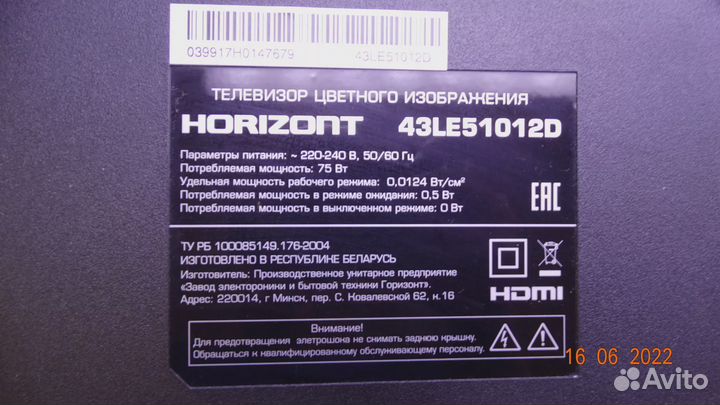 039917H0147679 43LE51012D
ТЕЛЕВИЗОР ЦВЕТНОГО ИЗОБРАЖЕНИЯ
HORIZONT 43LE51012D
Параметры питания: ~ 220-240 В, 50/60 Гц
Потребляемая мощность: 75 Вт
Удельная мощность рабочего режима: 0,0124 Вт/см²
Потребляемая мощность в режиме ожидания: 0,5 Вт
Потребляемая мощность в выключенном режиме: 0 Вт
EAC
ТУ РБ 100085149.176-2004
ИЗГОТОВЛЕНО В РЕСПУБЛИКЕ БЕЛАРУСЬ
Изготовитель: Производственное унитарное предприятие
«Завод электороники и бытовой техники Горизонт».
Адрес: 220014, г Минск, пер. С. Ковалевской 62, к.16
HDMI
Внимание!
Для предотвращения элетрошока не снимать заднюю крышку.
Обращаться к квалифицированному обслуживающему персоналу.
16 06 2022
Avito